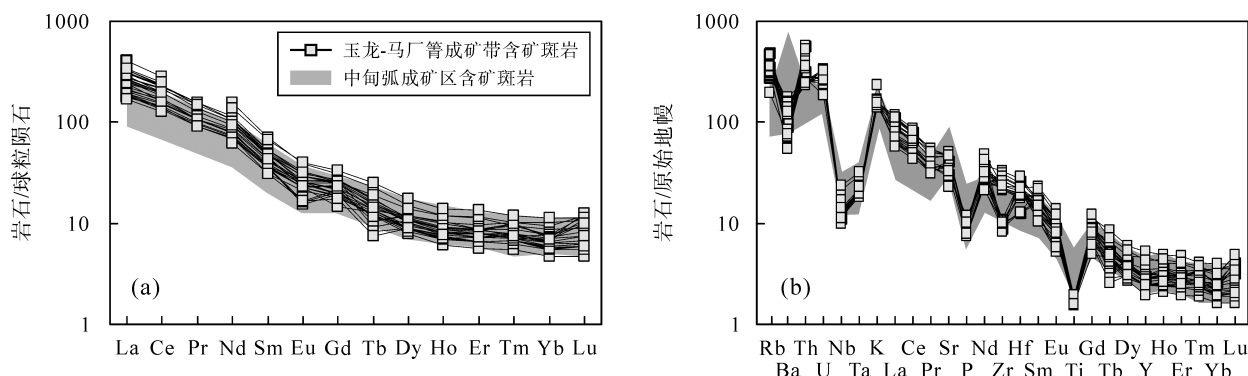 1000
100
10
1
岩石/球粒陨石
玉龙-马厂箐成矿带含矿斑岩
中甸弧成矿区含矿斑岩
(a)
La Ce Pr Nd Sm Eu Gd Tb Dy Ho Er Tm Yb Lu
1000
100
10
1
岩石/原始地幔
(b)
Rb Th Nb K Ce Sr Nd Hf Eu Gd Dy Ho Tm Lu
Ba U Ta La Pr P Zr Sm Ti Tb Y Er Yb